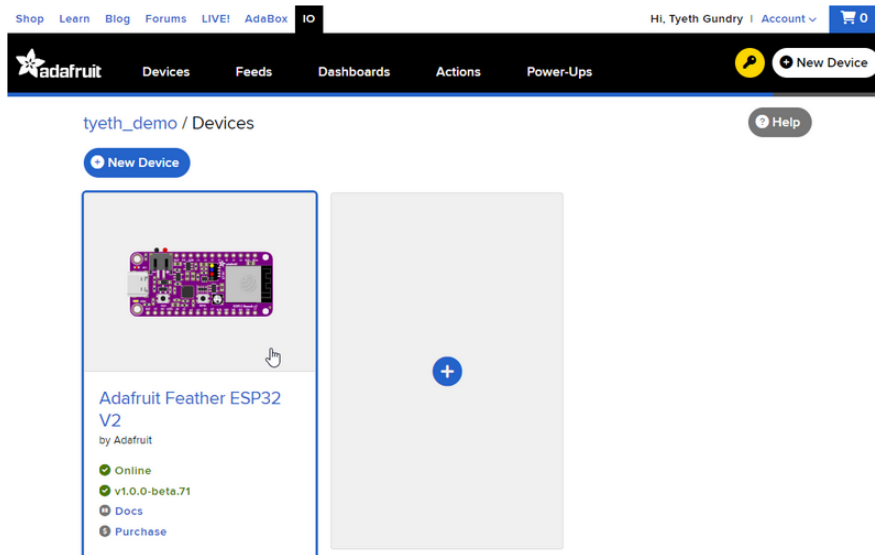 Shop Learn Blog Forums LIVE! AdaBox IO Hi, Tyeth Gundry | Account 0
adafruit Devices Feeds Dashboards Actions Power-Ups New Device
tyeth_demo / Devices Help
New Device
Adafruit Feather ESP32
V2
by Adafruit
Online
v1.0.0-beta.71
Docs
Purchase